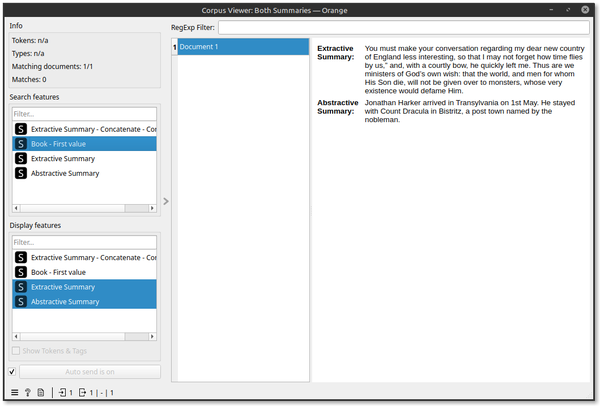 Corpus Viewer: Both Summaries — Orange
Info
Tokens: n/a
Types: n/a
Matching documents: 1/1
Matches: 0
Search features
Filter...
Extractive Summary - Concatenate - Cor
Book - First value
Extractive Summary
Abstractive Summary
Display features
Filter...
Extractive Summary - Concatenate - Cor
Book - First value
Extractive Summary
Abstractive Summary
Show Tokens & Tags
Auto send is on
1 1 | - | 1
RegExp Filter:
1 Document 1
Extractive Summary:
You must make your conversation regarding my dear new country
of England less interesting, so that I may not forget how time flies
by us,” and, with a courtly bow, he quickly left me. Thus are we
ministers of God’s own wish: that the world, and men for whom
His Son die, will not be given over to monsters, whose very
existence would defame Him.
Abstractive Summary:
Jonathan Harker arrived in Transylvania on 1st May. He stayed
with Count Dracula in Bistritz, a post town named by the
nobleman.